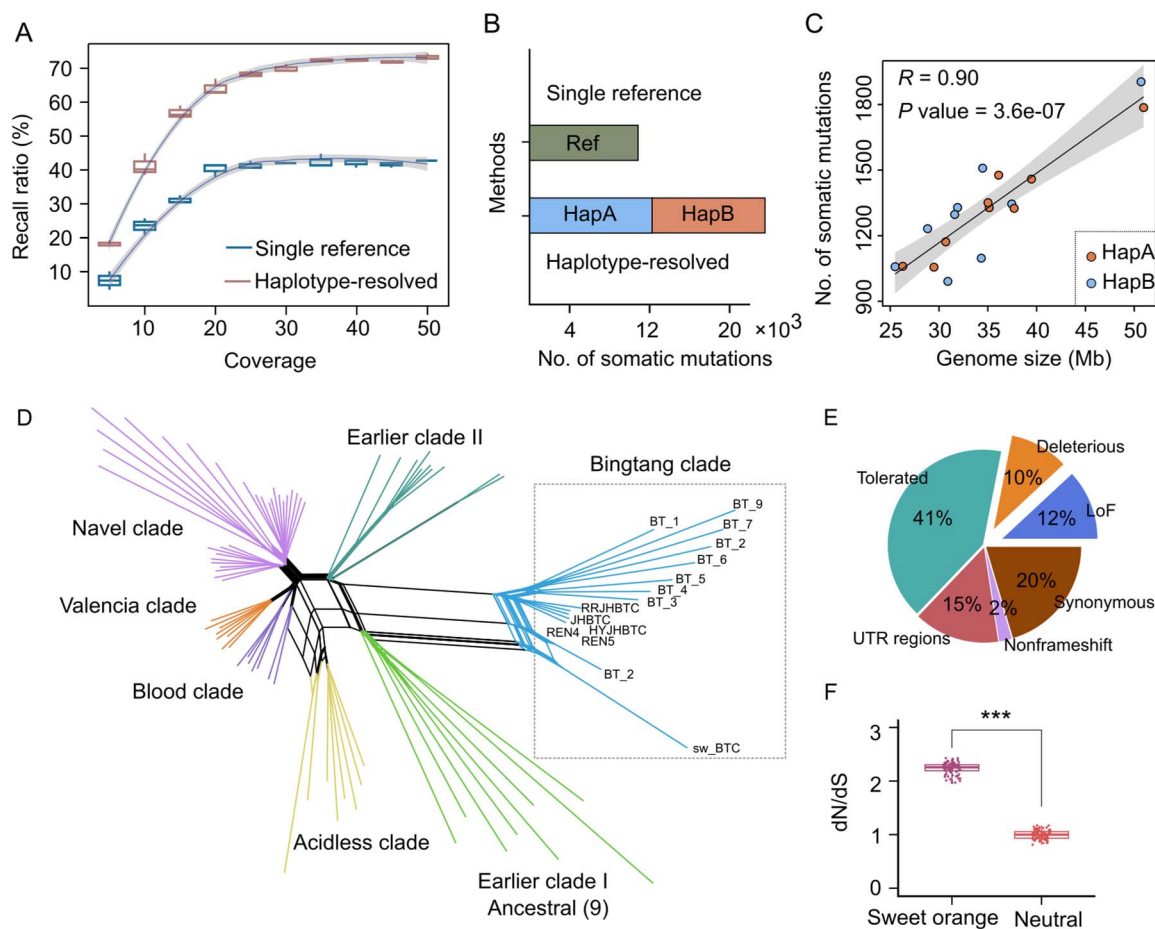 A
Recall ratio (%)
70
60
50
40
30
20
10
Single reference
Haplotype-resolved
10 20 30 40 50
Coverage
B
Methods
Single reference
Ref
HapA HapB
Haplotype-resolved
4 12 20 ×10³
No. of somatic mutations
C
No. of somatic mutations
R = 0.90
P value = 3.6e-07
1800
1500
1200
900
HapA
HapB
25 30 35 40 45 50
Genome size (Mb)
D
Earlier clade II
Bingtang clade
Navel clade
Valencia clade
Blood clade
Acidless clade
Earlier clade I
Ancestral (9)
BT_9
BT_1
BT_7
BT_2
BT_6
BT_5
BT_4
BT_3
RRJHBTC
JHBTC
REN4 HYJHBTC
REN5
BT_2
sw_BTC
E
Deleterious
10%
Tolerated
41%
LoF
12%
20%
Synonymous
15%
2%
UTR regions
Nonframeshift
F
***
dN/dS
3
2
1
0
Sweet orange Neutral